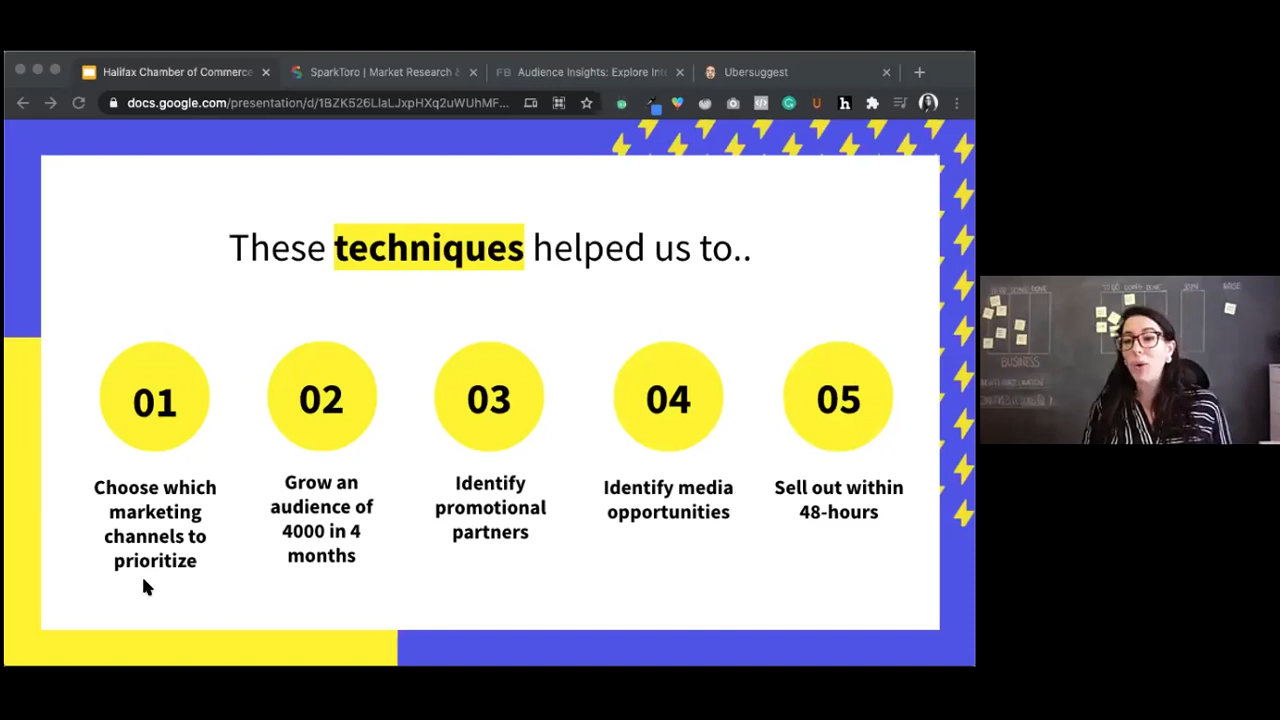 Halifax Chamber of Commerce
SparkToro | Market Research &
FB Audience Insights: Explore Int
Ubersuggest
docs.google.com/presentation/d/1BZK526LlaLJxpHXq2uWUhMF...
These techniques helped us to..
01
Choose which
marketing
channels to
prioritize
02
Grow an
audience of
4000 in 4
months
03
Identify
promotional
partners
04
Identify media
opportunities
05
Sell out within
48-hours
BUSINESS